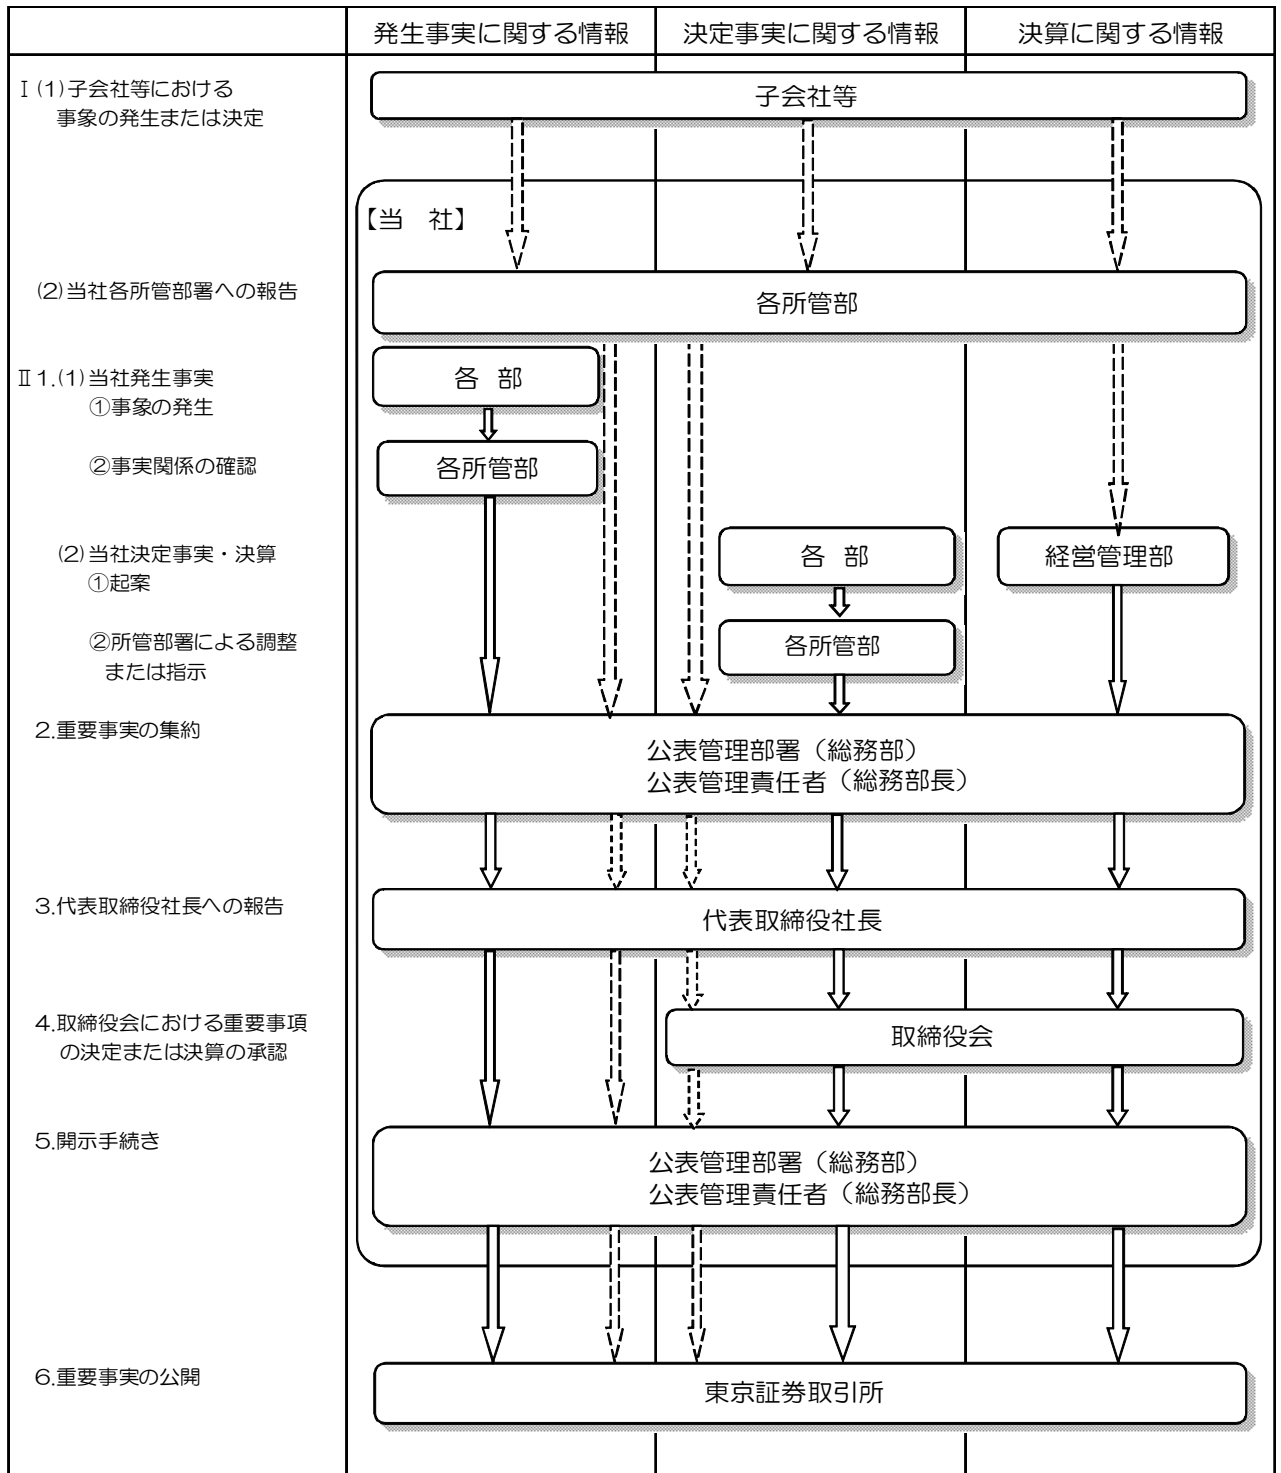 発生事実に関する情報
決定事実に関する情報
決算に関する情報
Ⅰ(1)子会社等における
事象の発生または決定
子会社等
【当　社】
(2)当社各所管部署への報告
各所管部
Ⅱ1.(1)当社発生事実
①事象の発生
各 部
②事実関係の確認
各所管部
(2)当社決定事実・決算
①起案
各 部
経営管理部
②所管部署による調整
または指示
各所管部
2.重要事実の集約
公表管理部署（総務部）
公表管理責任者（総務部長）
3.代表取締役社長への報告
代表取締役社長
4.取締役会における重要事項
の決定または決算の承認
取締役会
5.開示手続き
公表管理部署（総務部）
公表管理責任者（総務部長）
6.重要事実の公開
東京証券取引所